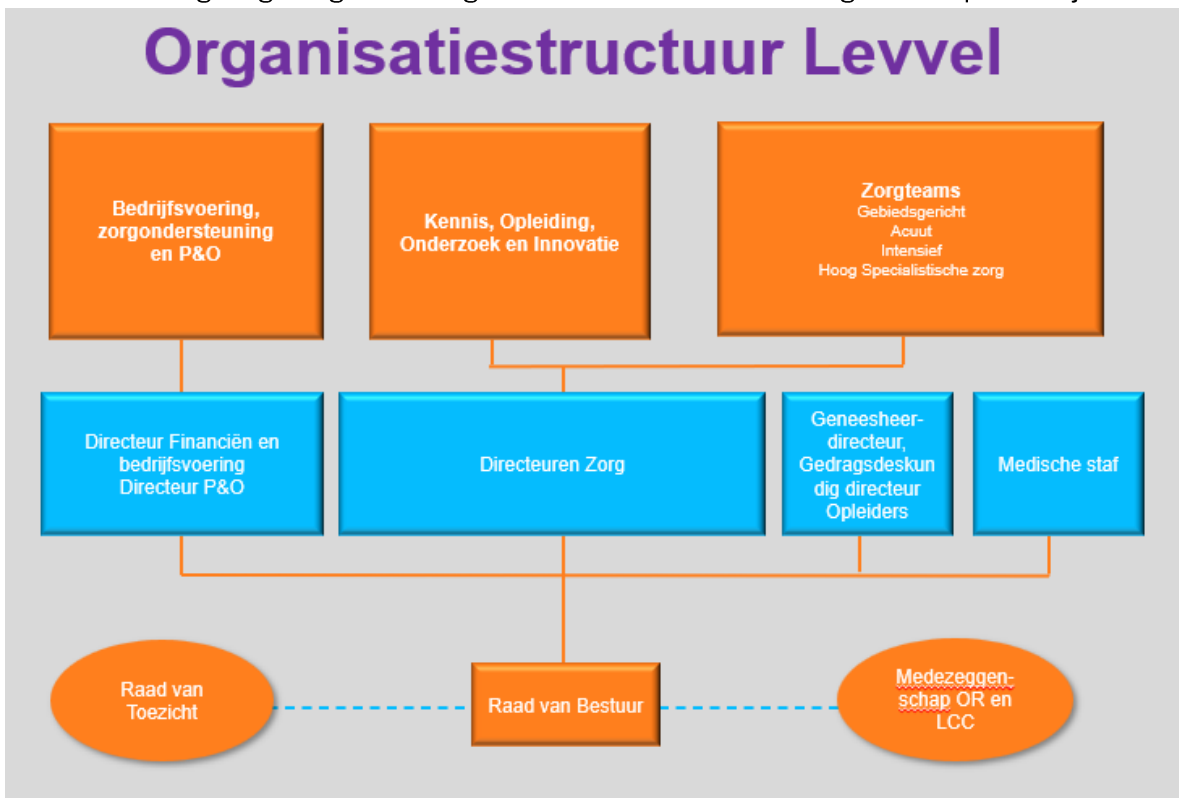 Organisatiestructuur Levvel
Bedrijfsvoering,
zorgondersteuning
en P&O
Kennis, Opleiding,
Onderzoek en Innovatie
Zorgteams
Gebiedsgericht
Acuut
Intensief
Hoog Specialistische zorg
Directeur Financiën en
bedrijfsvoering
Directeur P&O
Directeuren Zorg
Geneesheer-
directeur,
Gedragsdeskun
dig directeur
Opleiders
Medische staf
Raad van
Toezicht
Raad van Bestuur
Medezeggen-
schap OR en
LCC